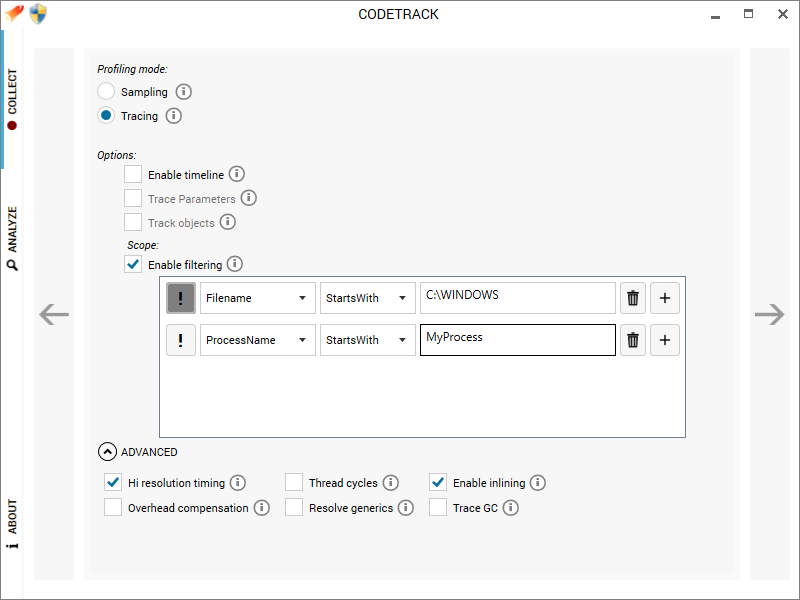 CODETRACK
COLLECT
ANALYZE
ABOUT
Profiling mode:
Sampling
Tracing
Options:
Enable timeline
Trace Parameters
Track objects
Scope:
Enable filtering
! Filename StartsWith C:\WINDOWS +
! ProcessName StartsWith MyProcess +
ADVANCED
Hi resolution timing Thread cycles Enable inlining
Overhead compensation Resolve generics Trace GC